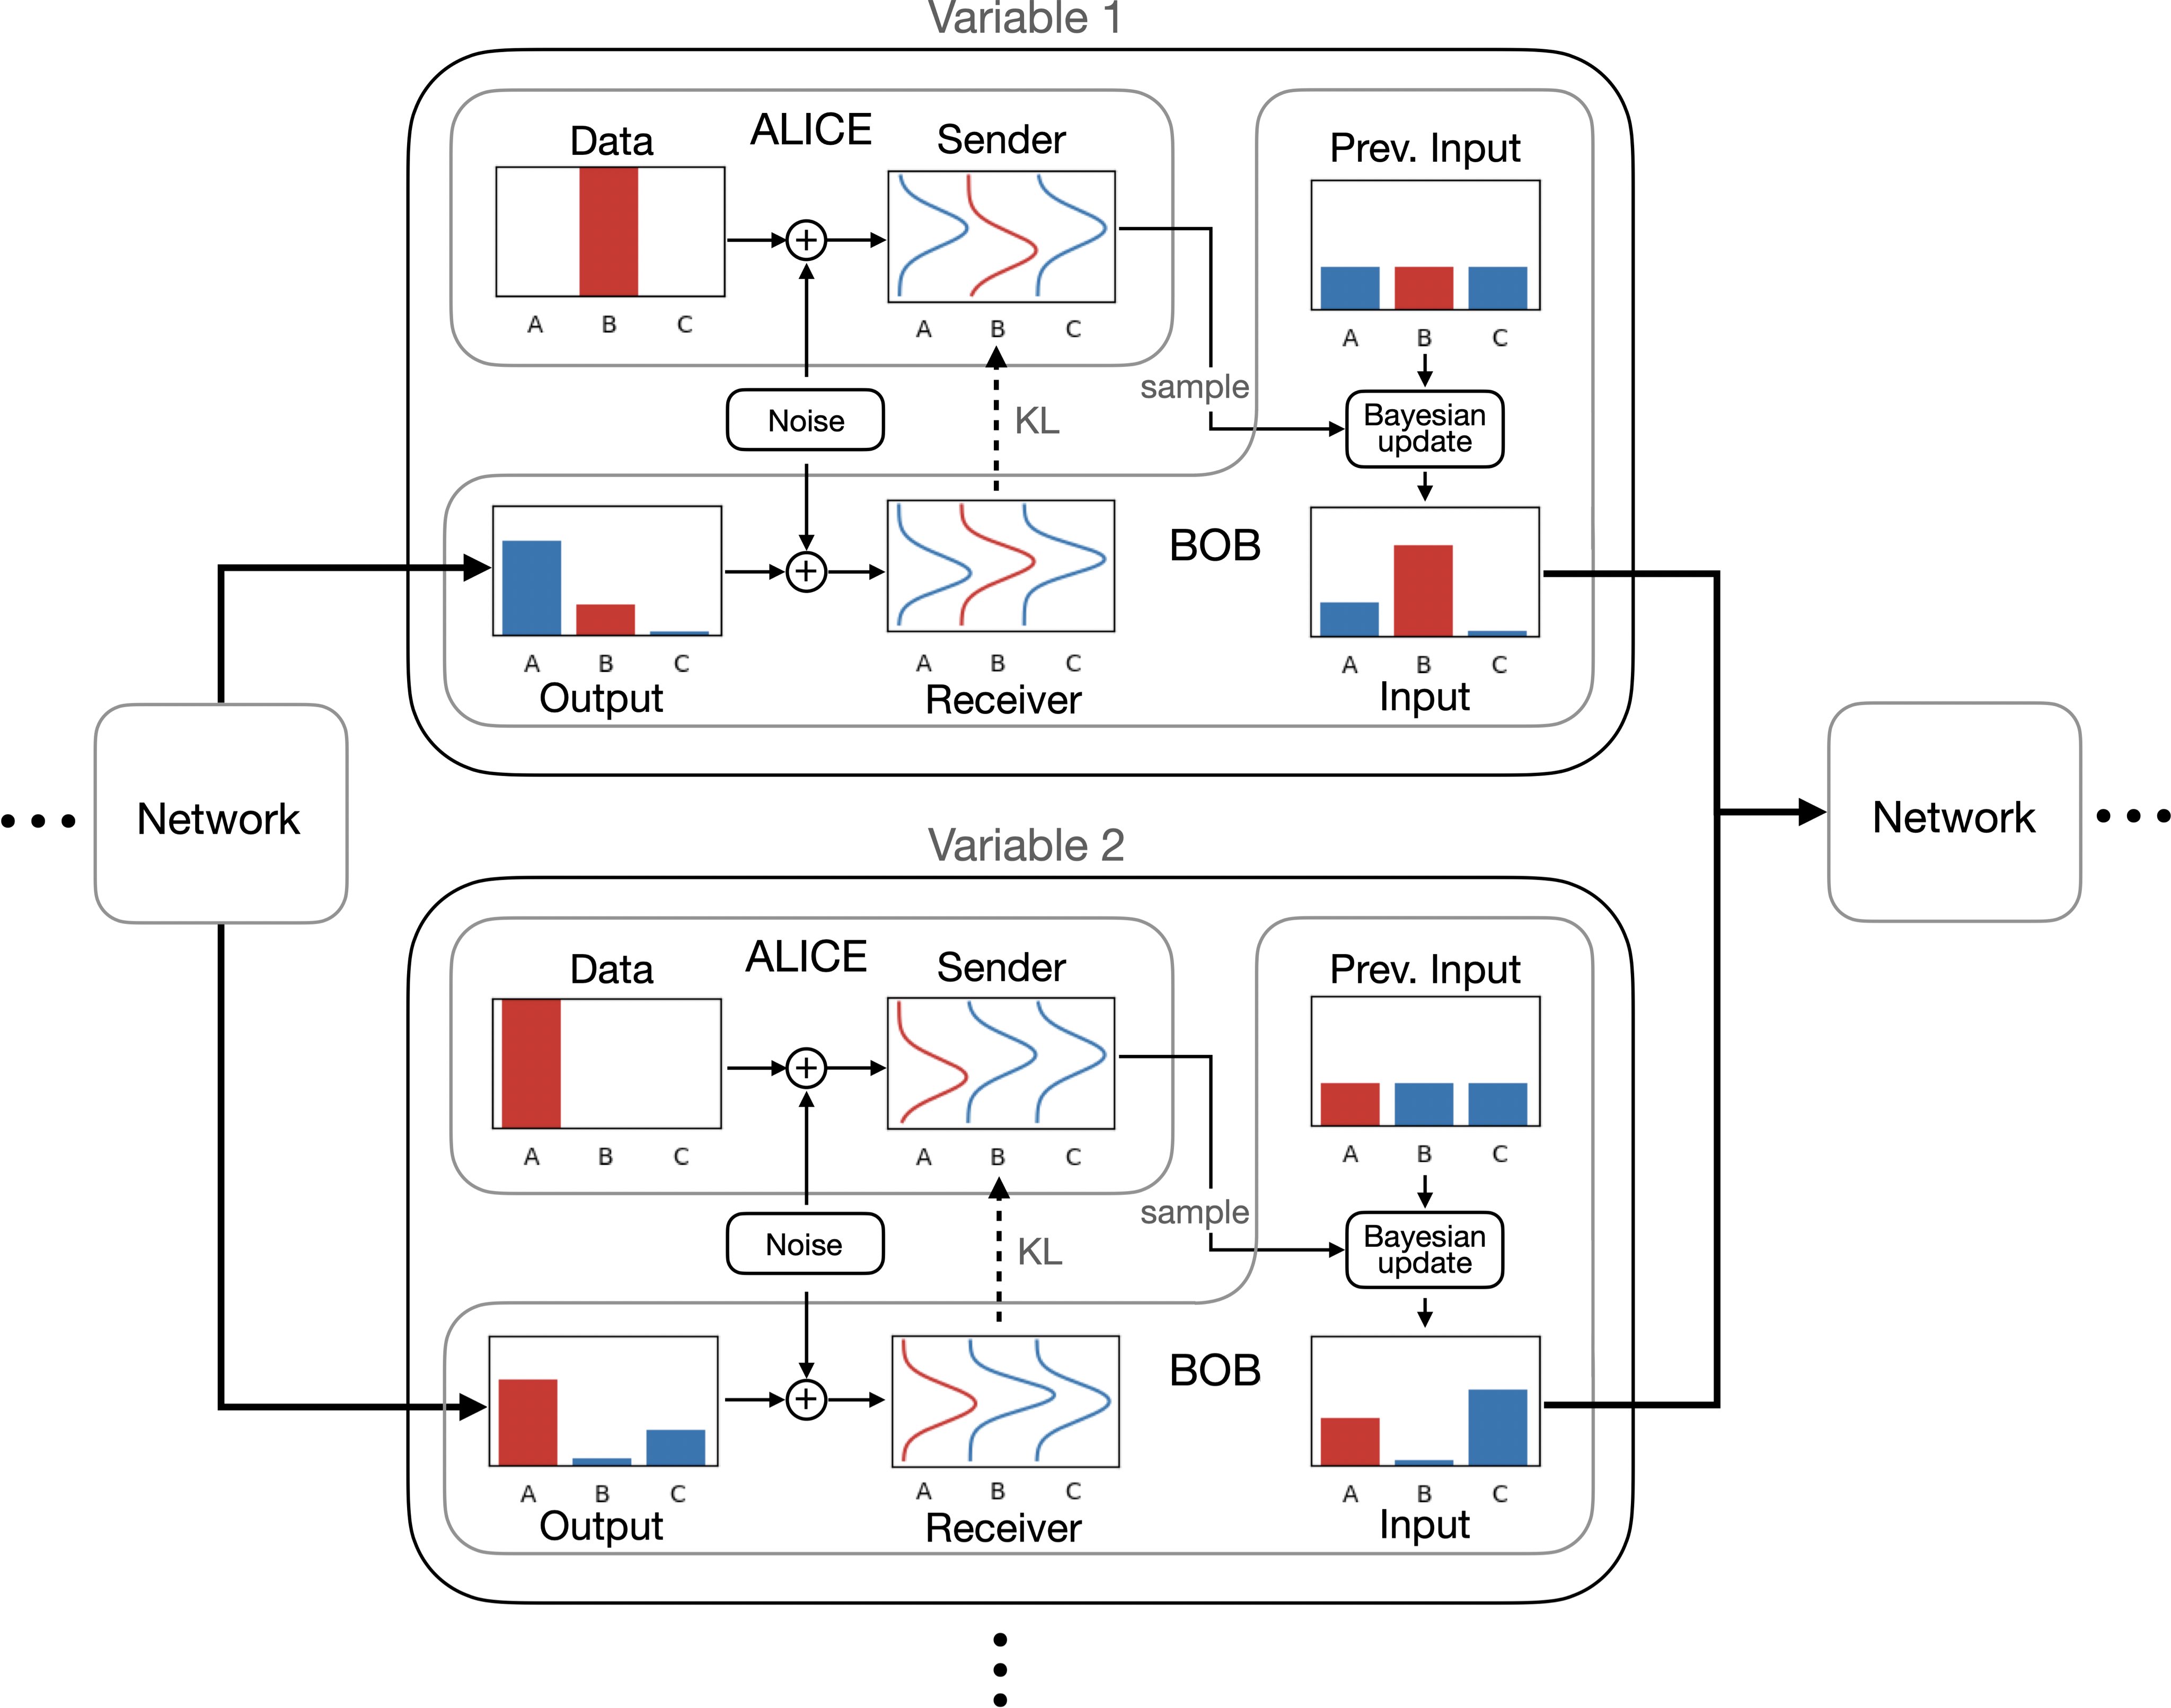 Variable 1
ALICE
Data
Sender
Prev. Input
A B C
A B C
A B C
Noise
KL
sample
Bayesian
update
BOB
A B C
A B C
A B C
Output
Receiver
Input
Network
Network
Variable 2
ALICE
Data
Sender
Prev. Input
A B C
A B C
A B C
Noise
KL
sample
Bayesian
update
BOB
A B C
A B C
A B C
Output
Receiver
Input